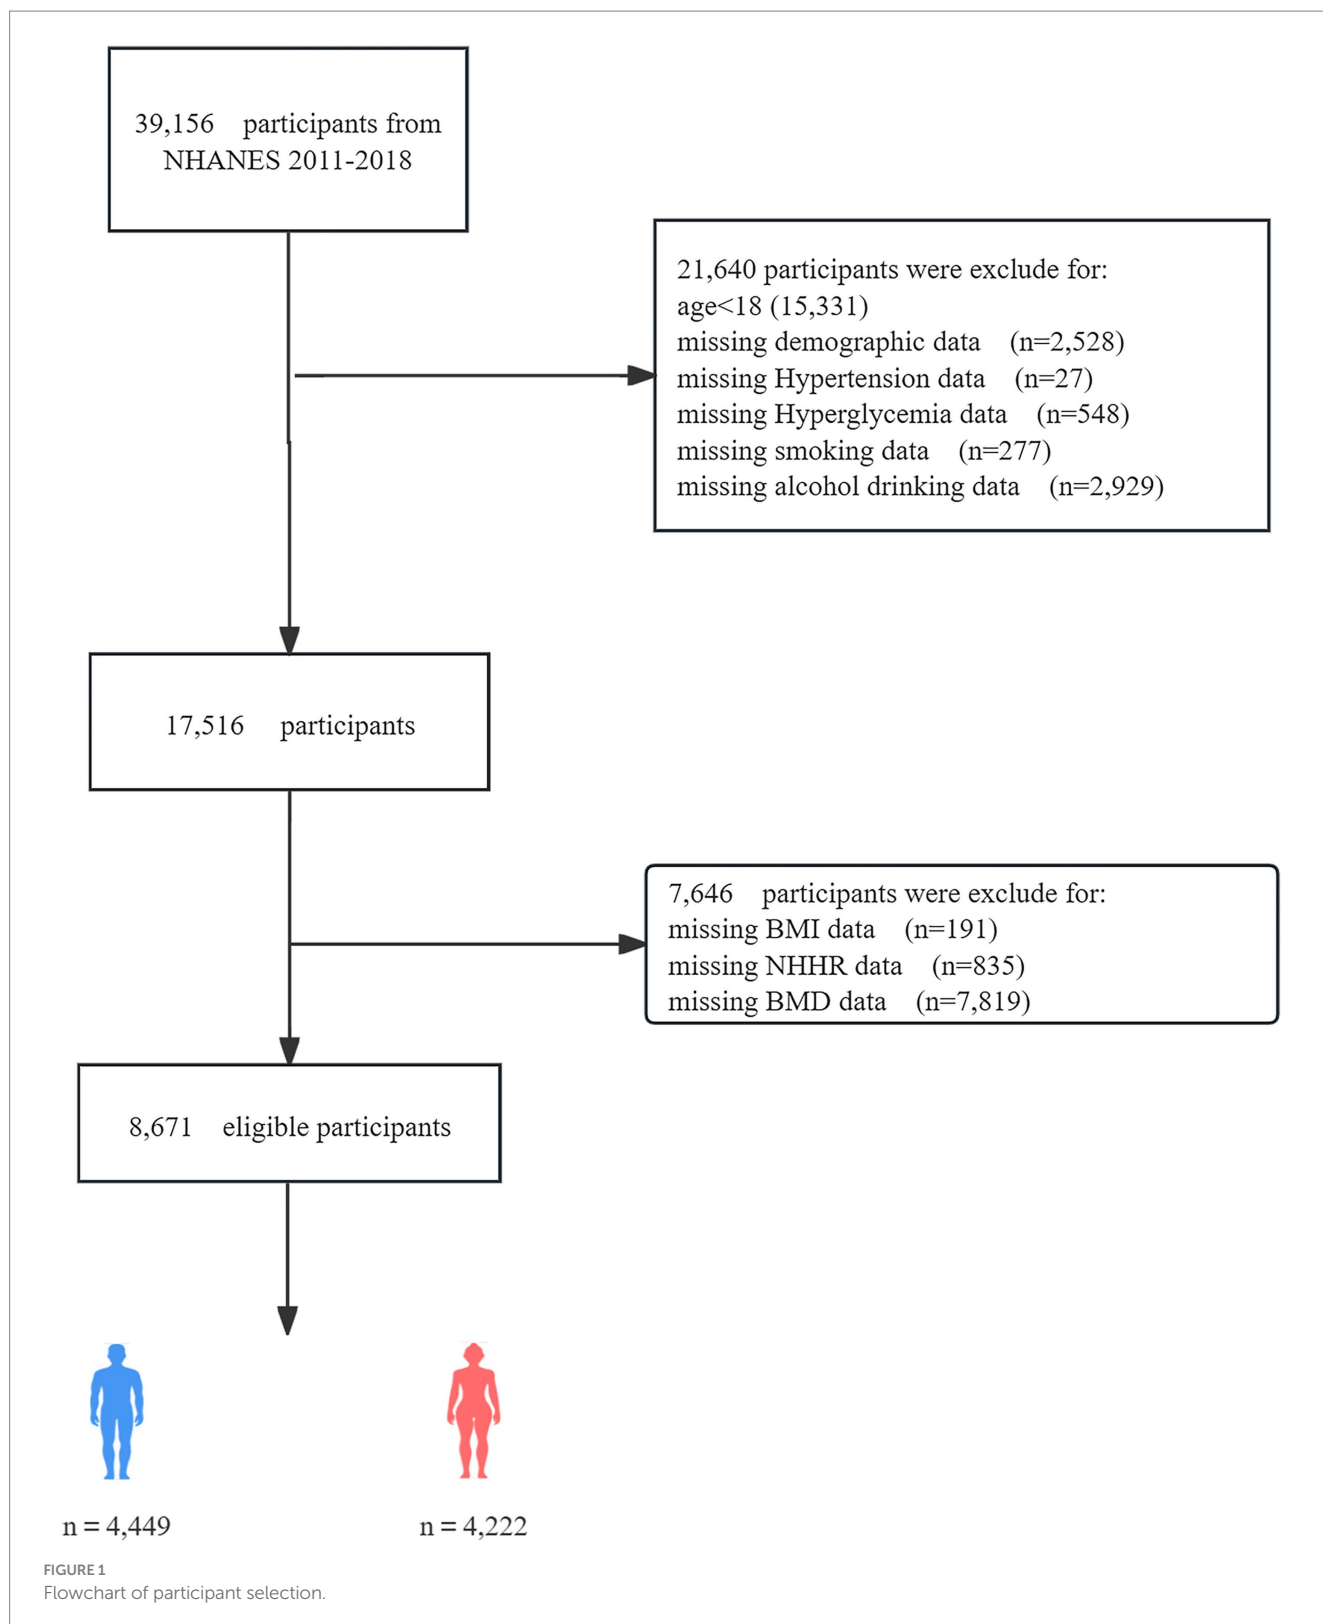 39,156 participants from
NHANES 2011-2018
21,640 participants were exclude for:
age<18 (15,331)
missing demographic data (n=2,528)
missing Hypertension data (n=27)
missing Hyperglycemia data (n=548)
missing smoking data (n=277)
missing alcohol drinking data (n=2,929)
17,516 participants
7,646 participants were exclude for:
missing BMI data (n=191)
missing NHHR data (n=835)
missing BMD data (n=7,819)
8,671 eligible participants
n = 4,449
n = 4,222
FIGURE 1
Flowchart of participant selection.